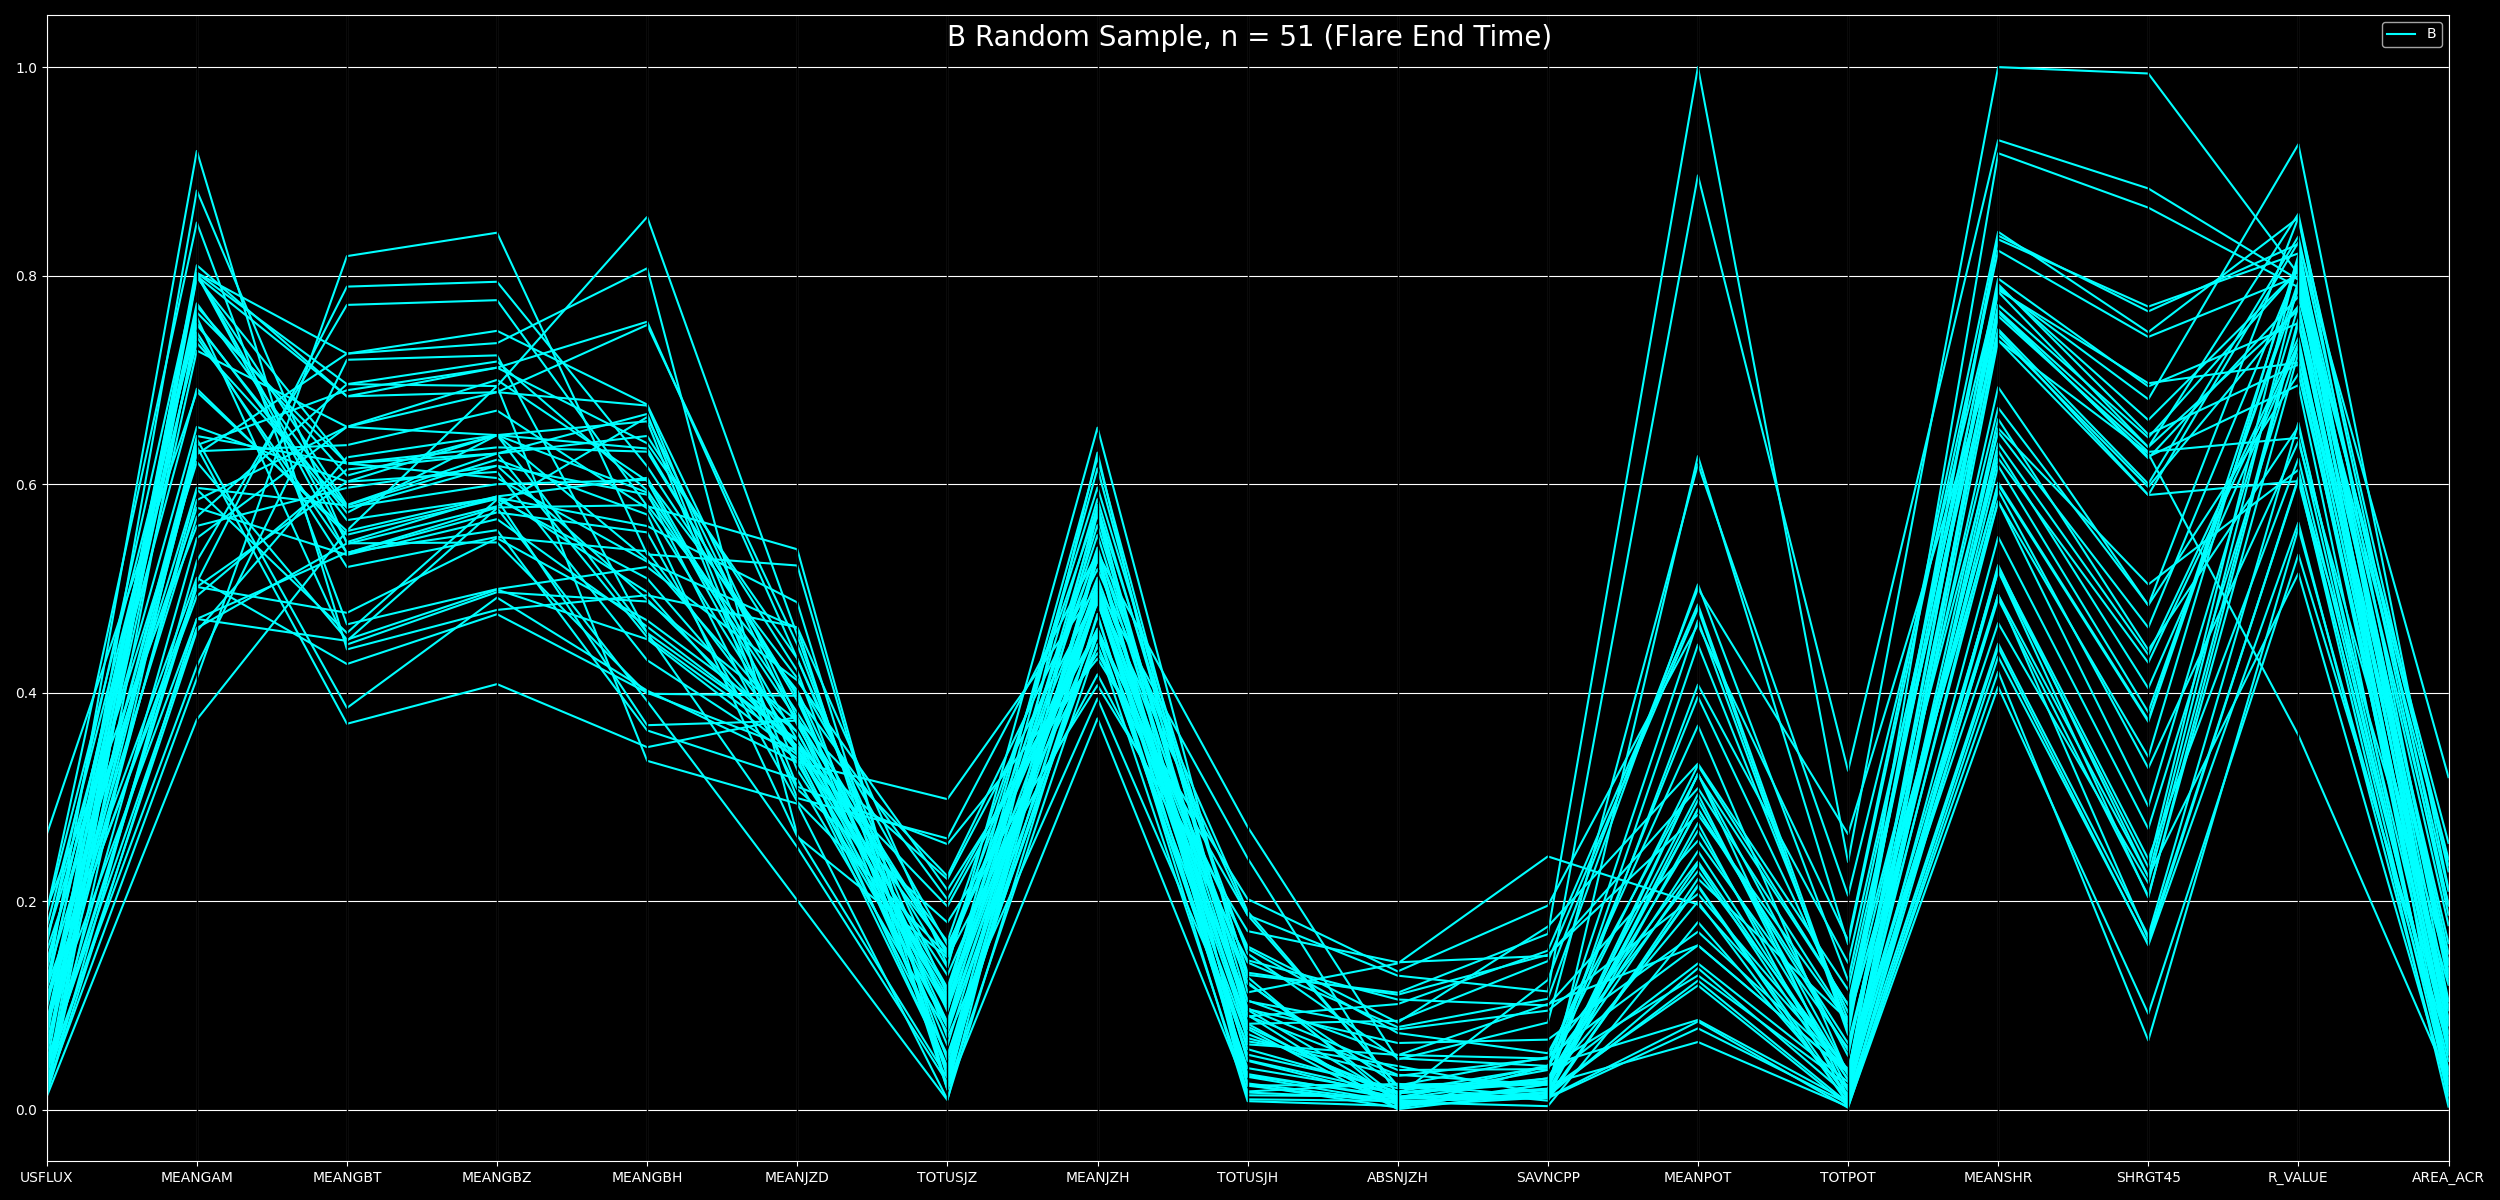 B Random Sample, n = 51 (Flare End Time)
B
1.0
0.8
0.6
0.4
0.2
0.0
USFLUX MEANGAM MEANGBT MEANGBZ MEANGBH MEANJZD TOTUSJZ MEANJZH TOTUSJH ABSNJZH SAVNCPP MEANPOT TOTPOT MEANSHR SHRGT45 R_VALUE AREA_ACR